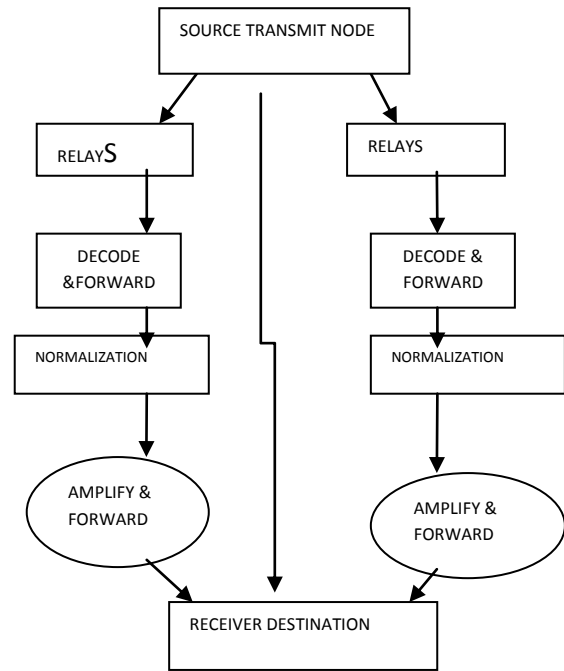 SOURCE TRANSMIT NODE
RELAYS
RELAYS
DECODE
&FORWARD
DECODE &
FORWARD
NORMALIZATION
NORMALIZATION
AMPLIFY &
FORWARD
AMPLIFY &
FORWARD
RECEIVER DESTINATION